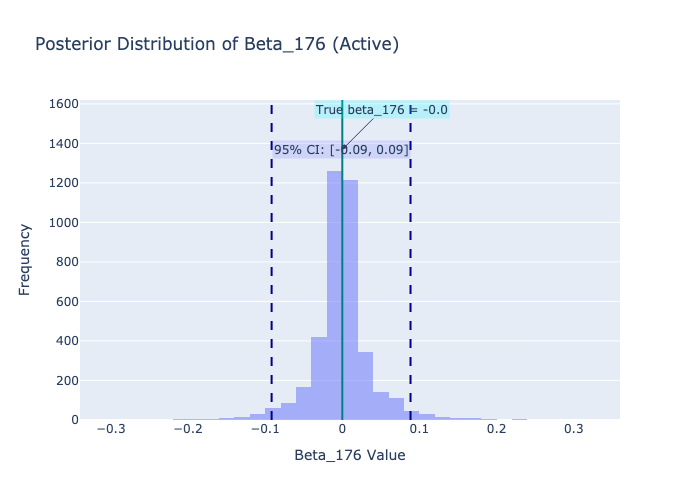 Posterior Distribution of Beta_176 (Active)
1600
True beta_176 = -0.0
1400
95% CI: [-0.09, 0.09]
1200
1000
800
600
400
200
0
Frequency
−0.3 −0.2 −0.1 0 0.1 0.2 0.3
Beta_176 Value